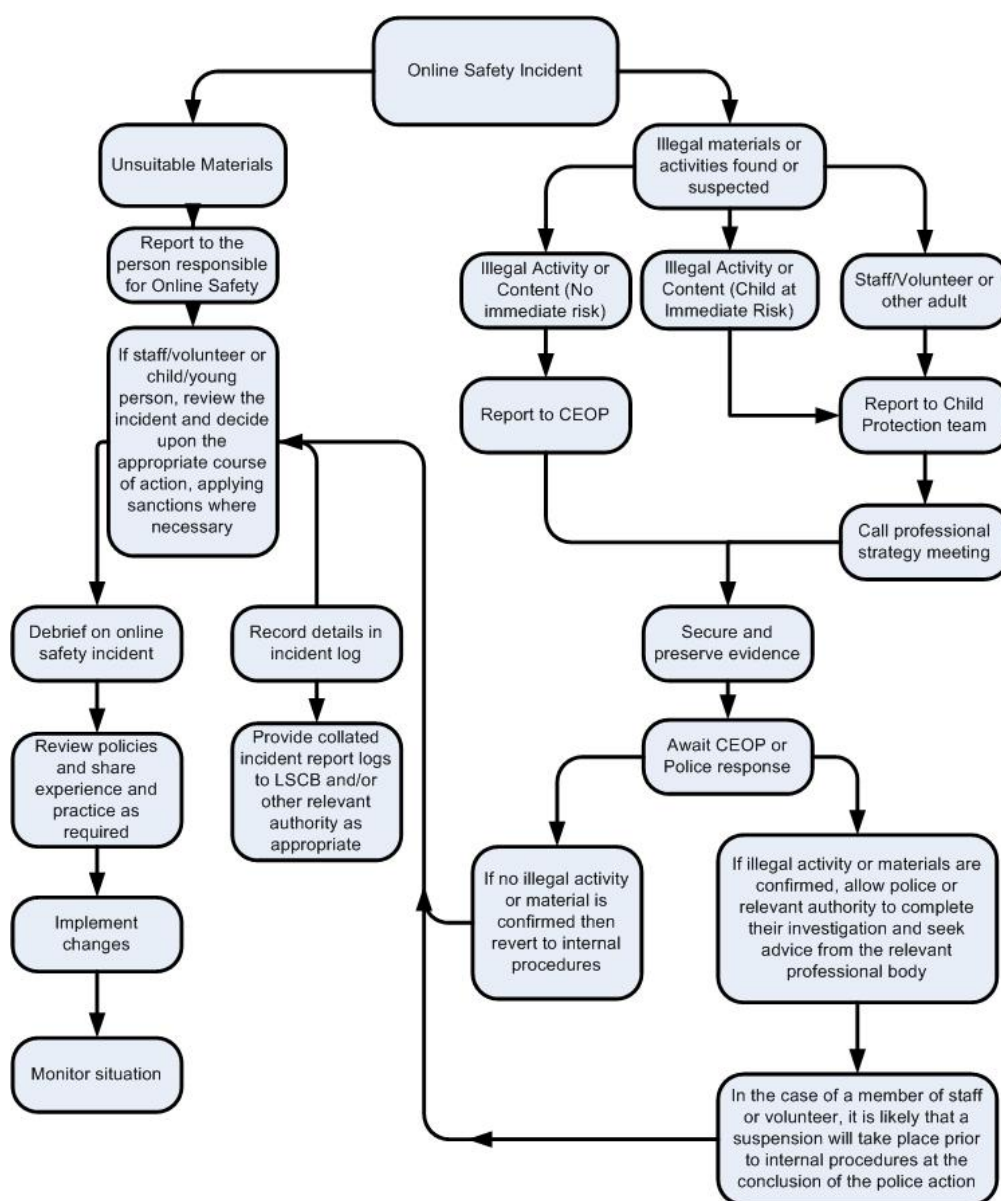 Online Safety Incident
Unsuitable Materials
Illegal materials or
activities found or
suspected
Report to the
person responsible
for Online Safety
Illegal Activity or
Content (No
immediate risk)
Illegal Activity or
Content (Child at
Immediate Risk)
Staff/Volunteer or
other adult
If staff/volunteer or
child/young
person, review the
incident and decide
upon the
appropriate course
of action, applying
sanctions where
necessary
Report to CEOP
Report to Child
Protection team
Call professional
strategy meeting
Debrief on online
safety incident
Record details in
incident log
Secure and
preserve evidence
Review policies
and share
experience and
practice as
required
Provide collated
incident report logs
to LSCB and/or
other relevant
authority as
appropriate
Await CEOP or
Police response
If no illegal activity
or material is
confirmed then
revert to internal
procedures
If illegal activity or materials are
confirmed, allow police or
relevant authority to complete
their investigation and seek
advice from the relevant
professional body
Implement
changes
Monitor situation
In the case of a member of staff
or volunteer, it is likely that a
suspension will take place prior
to internal procedures at the
conclusion of the police action